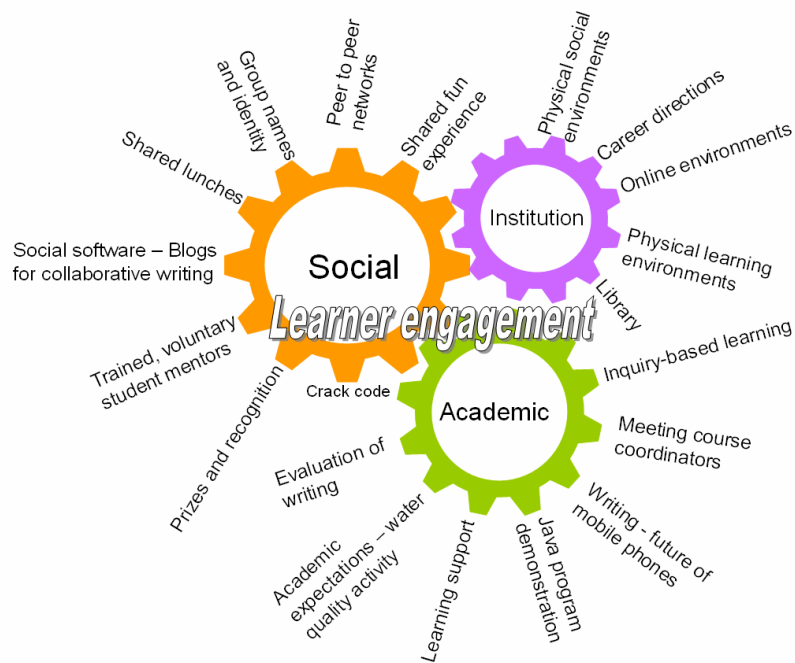 Group names
and identity
Peer to peer
networks
Shared fun
experience
Shared lunches
Social software – Blogs
for collaborative writing
Trained, voluntary
student mentors
Prizes and recognition
Social
Physical social
environments
Career directions
Online environments
Physical learning
environments
Library
Institution
Learner engagement
Crack code
Academic
Inquiry-based learning
Meeting course
coordinators
Writing - future of
mobile phones
Java program
demonstration
Learning support
Academic
expectations – water
quality activity
Evaluation of
writing